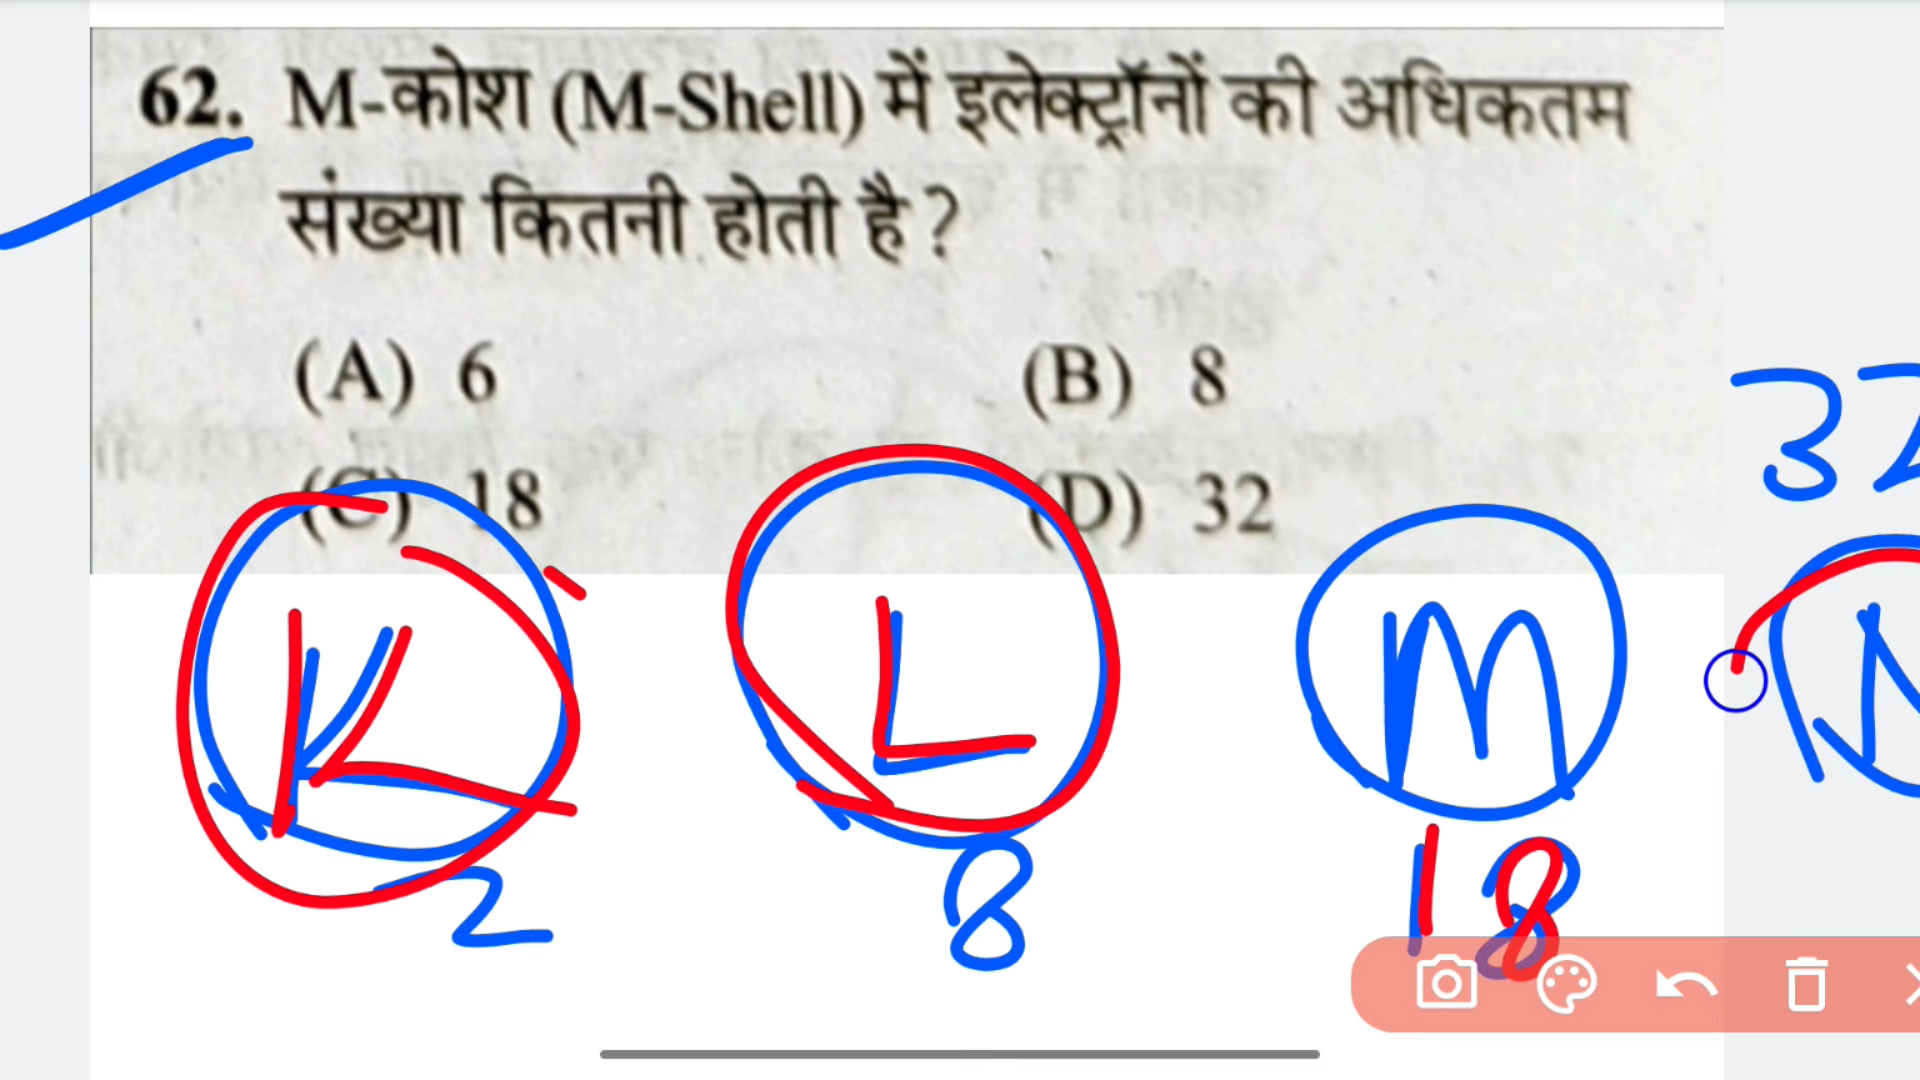 62. M-कोश (M-Shell) में इलेक्ट्रॉनों की अधिकतम
संख्या कितनी होती है ?
(A) 6
(B) 8
(C) 18
(D) 32
32
K
L
M
N
2
8
18